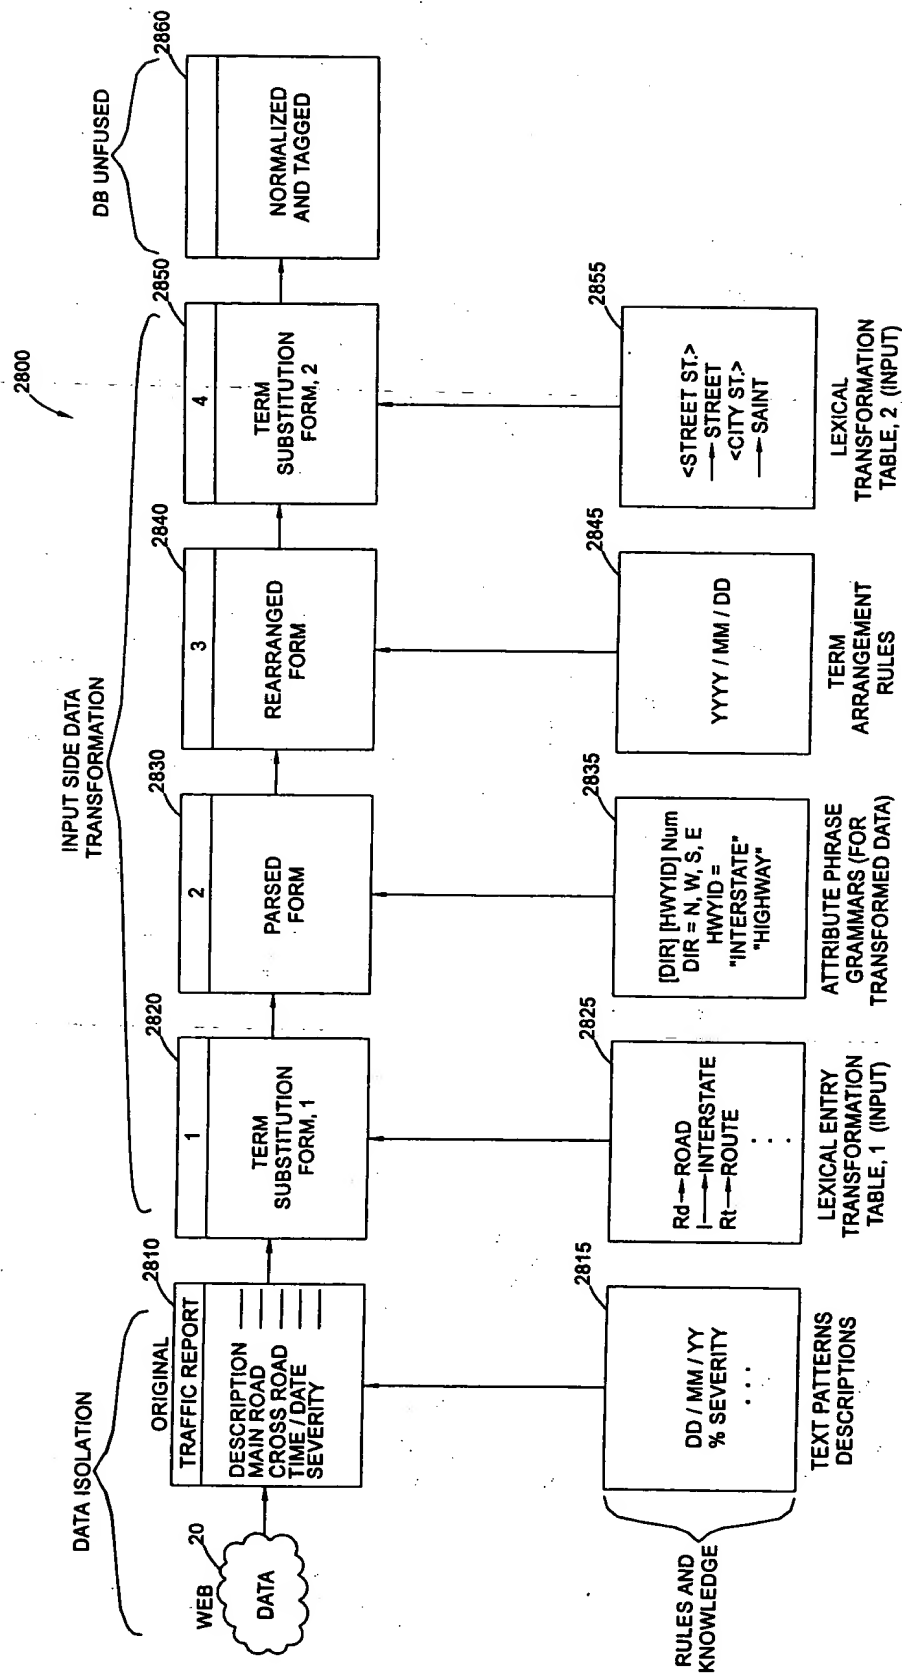 2800
DATA ISOLATION
INPUT SIDE DATA
TRANSFORMATION
DB UNFUSED
WEB
20
DATA
ORIGINAL
2810
TRAFFIC REPORT
DESCRIPTION
MAIN ROAD
CROSS ROAD
TIME / DATE
SEVERITY
2820
1
TERM
SUBSTITUTION
FORM, 1
2830
2
PARSED
FORM
2840
3
REARRANGED
FORM
2850
4
TERM
SUBSTITUTION
FORM, 2
2860
NORMALIZED
AND TAGGED
RULES AND
KNOWLEDGE
2815
DD / MM / YY
% SEVERITY
. . .
TEXT PATTERNS
DESCRIPTIONS
2825
Rd→ROAD
I→INTERSTATE
Rt→ROUTE
. . .
LEXICAL ENTRY
TRANSFORMATION
TABLE, 1 (INPUT)
2835
[DIR] [HWYID] Num
DIR = N, W, S, E
HWYID =
"INTERSTATE"
"HIGHWAY"
ATTRIBUTE PHRASE
GRAMMARS (FOR
TRANSFORMED DATA)
2845
YYYY / MM / DD
TERM
ARRANGEMENT
RULES
2855
<STREET ST.>
→ STREET
<CITY ST.>
→ SAINT
LEXICAL
TRANSFORMATION
TABLE, 2 (INPUT)